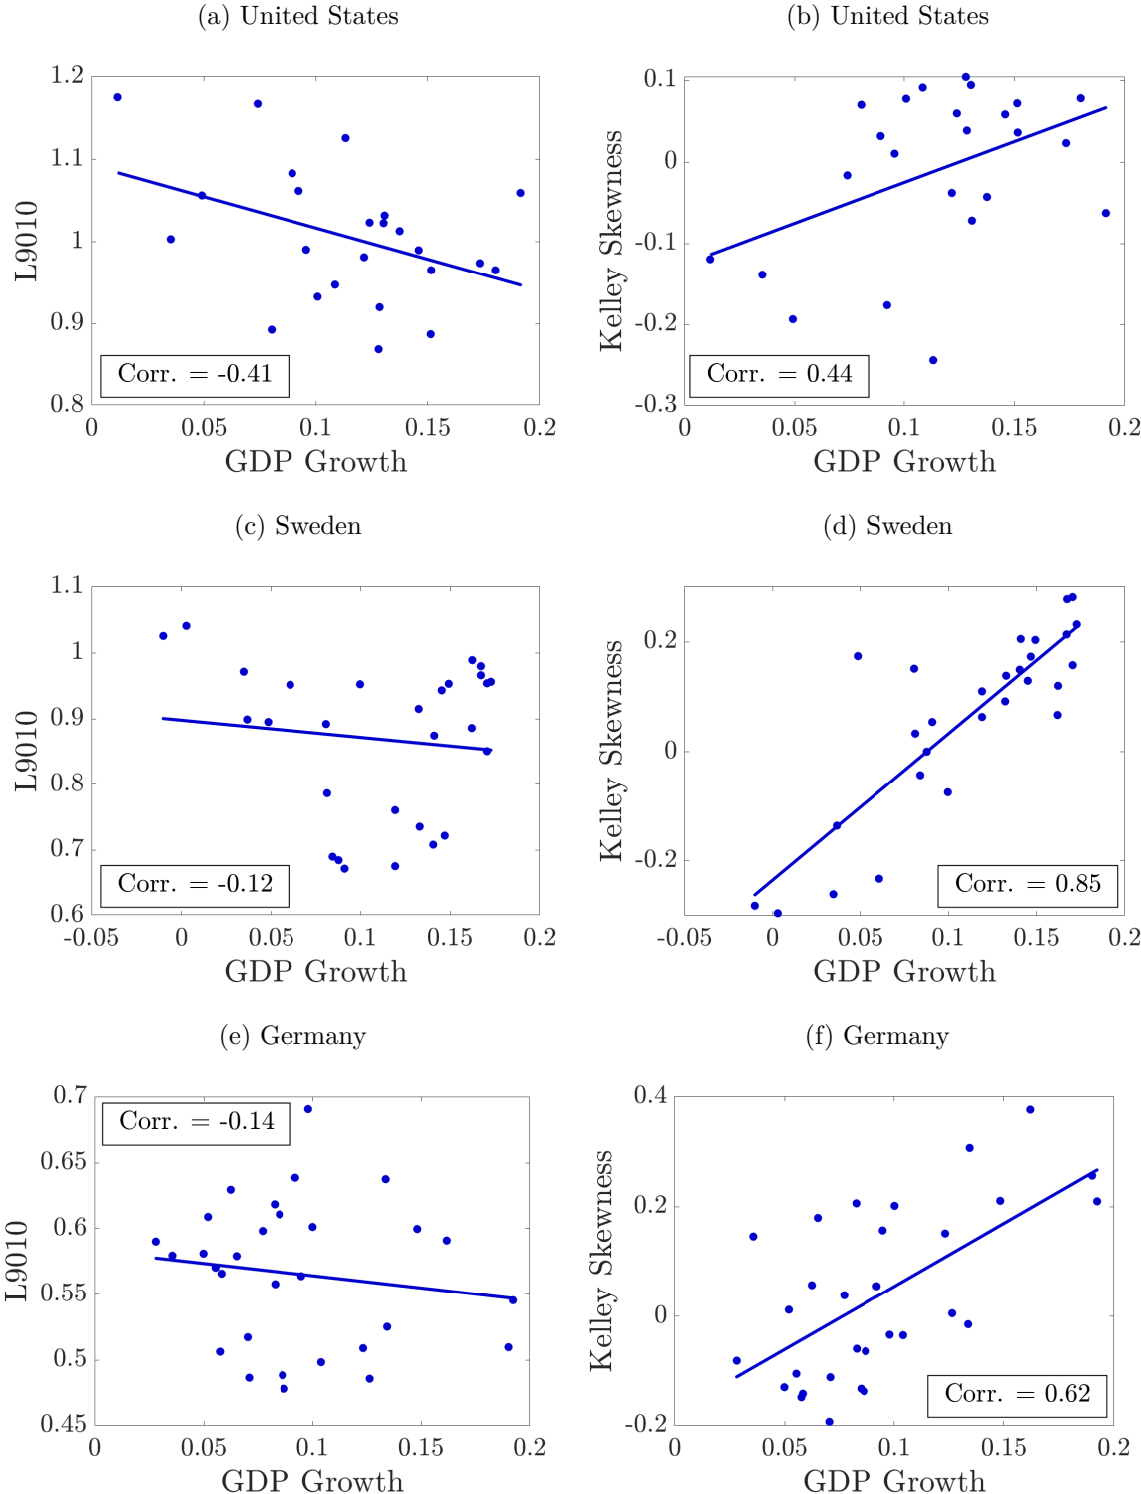 (a) United States
1.2
1.1
1
0.9
0.8
L9010
Corr. = -0.41
0 0.05 0.1 0.15 0.2
GDP Growth
(b) United States
0.1
0
-0.1
-0.2
-0.3
Kelley Skewness
Corr. = 0.44
0 0.05 0.1 0.15 0.2
GDP Growth
(c) Sweden
1.1
1
0.9
0.8
0.7
0.6
L9010
Corr. = -0.12
-0.05 0 0.05 0.1 0.15 0.2
GDP Growth
(d) Sweden
0.2
0
-0.2
Kelley Skewness
Corr. = 0.85
-0.05 0 0.05 0.1 0.15 0.2
GDP Growth
(e) Germany
0.7
0.65
0.6
0.55
0.5
0.45
L9010
Corr. = -0.14
0 0.05 0.1 0.15 0.2
GDP Growth
(f) Germany
0.4
0.2
0
-0.2
Kelley Skewness
Corr. = 0.62
0 0.05 0.1 0.15 0.2
GDP Growth